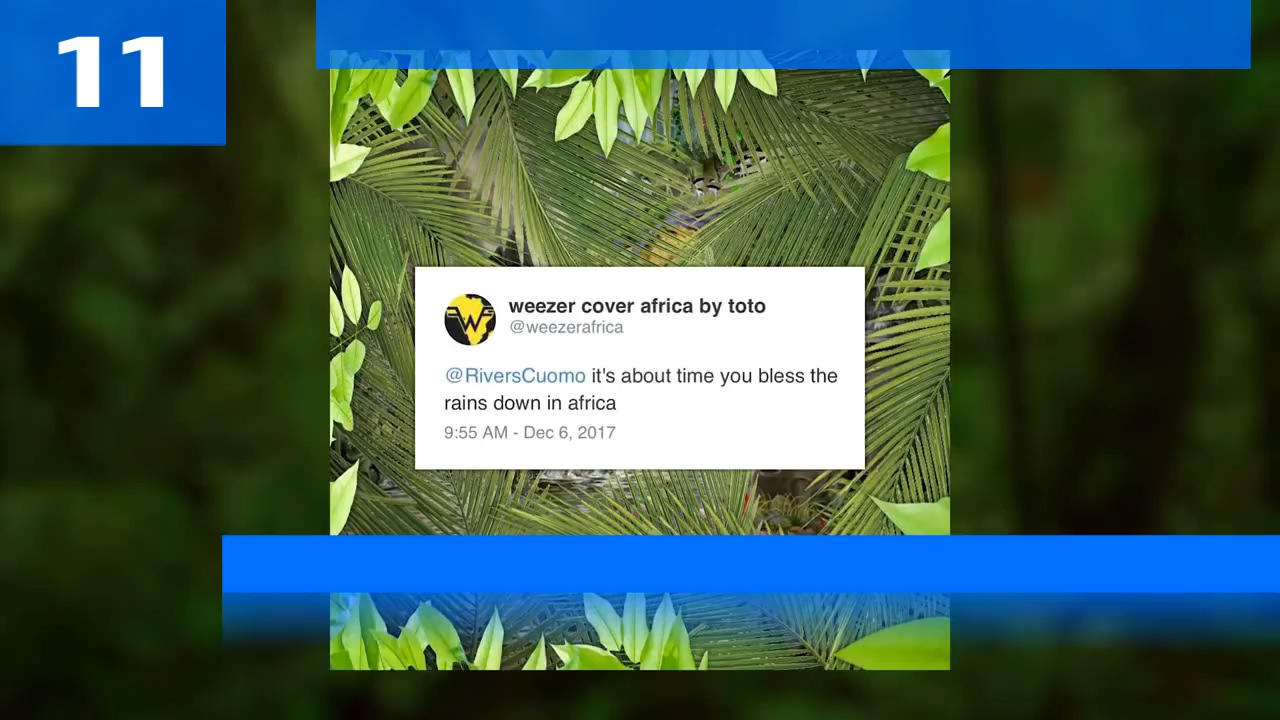 11
weezer cover africa by toto
@weezerafrica
@RiversCuomo it's about time you bless the
rains down in africa
9:55 AM - Dec 6, 2017